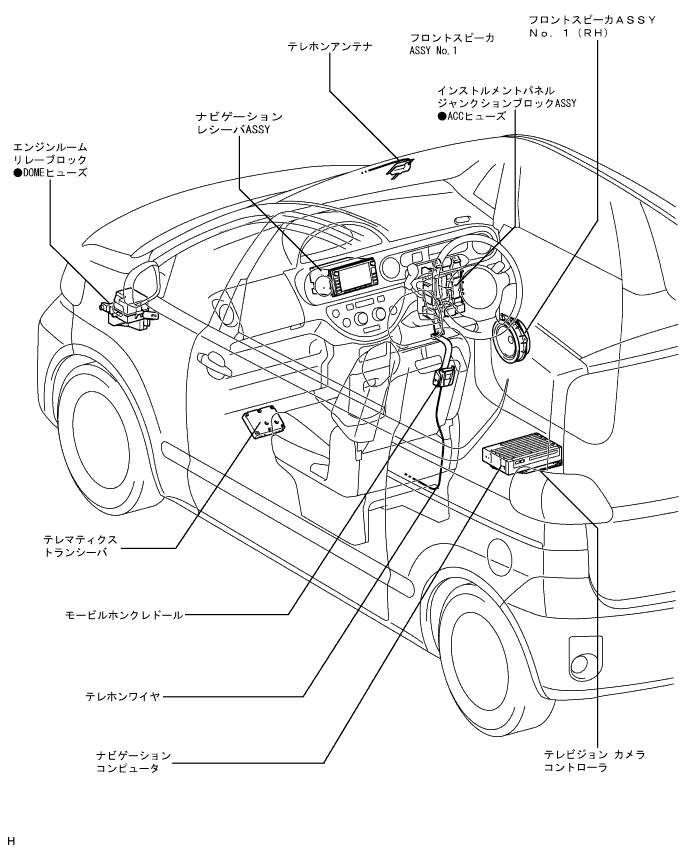 フロントスピーカＡＳＳＹ
Ｎｏ．１（ＲＨ）
フロントスピーカ
ASSY No.1
テレホンアンテナ
インストルメントパネル
ジャンクションブロックASSY
●ACCヒューズ
ナビゲーション
レシーバASSY
エンジンルーム
リレーブロック
●DOMEヒューズ
テレマティクス
トランシーバ
モービルホンクレドール
テレホンワイヤ
ナビゲーション
コンピュータ
テレビジョン カメラ
コントローラ
H